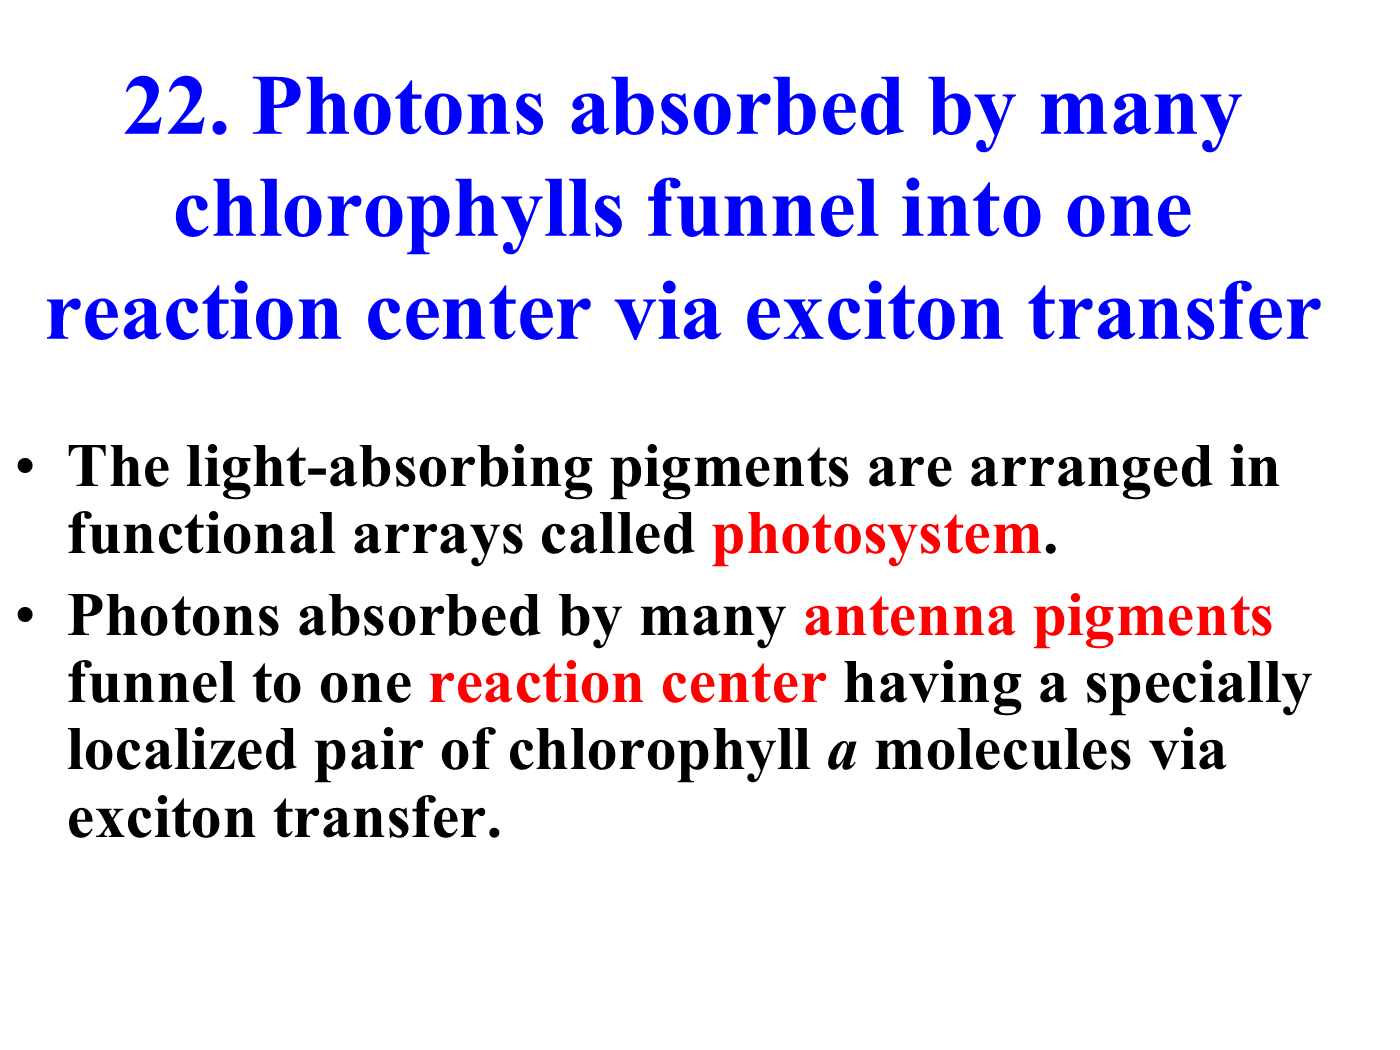 22. Photons absorbed by many
chlorophylls funnel into one
reaction center via exciton transfer
• The light-absorbing pigments are arranged in
functional arrays called photosystem.
• Photons absorbed by many antenna pigments
funnel to one reaction center having a specially
localized pair of chlorophyll a molecules via
exciton transfer.